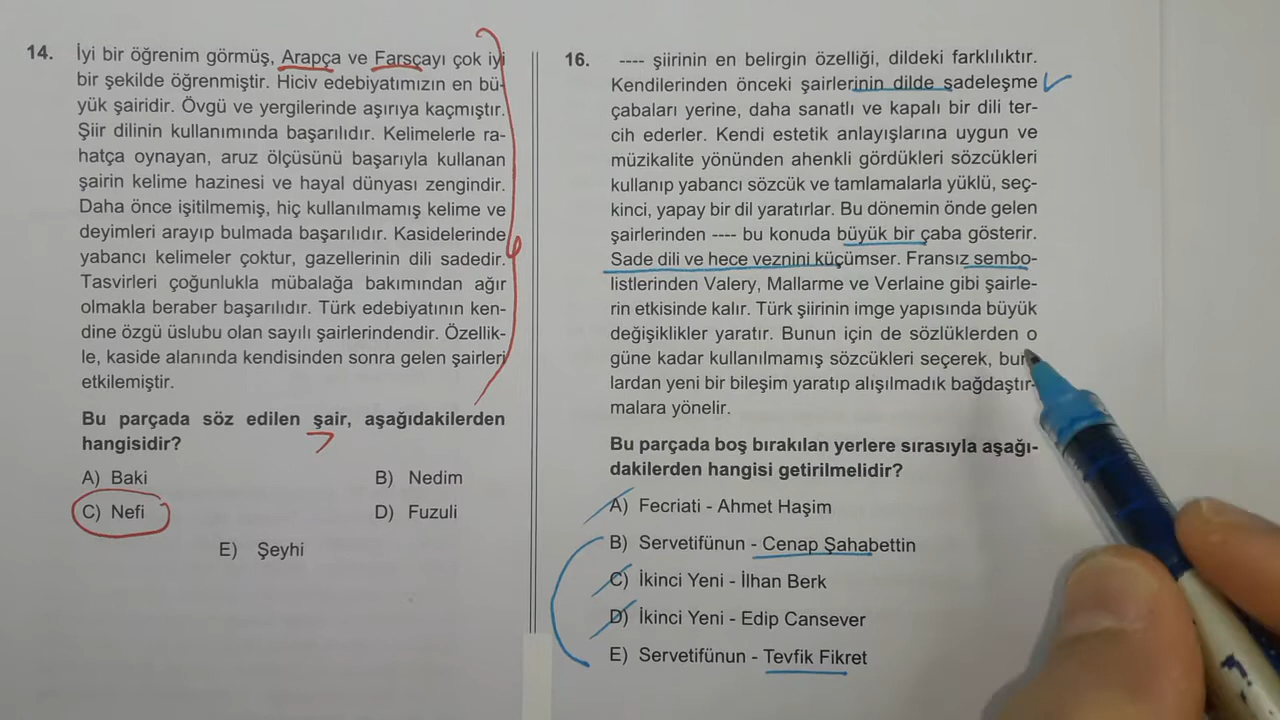 14. İyi bir öğrenim görmüş, Arapça ve Farsçayı çok iyi
bir şekilde öğrenmiştir. Hiciv edebiyatımızın en bü-
yük şairidir. Övgü ve yergilerinde aşırıya kaçmıştır.
Şiir dilinin kullanımında başarılıdır. Kelimelerle ra-
hatça oynayan, aruz ölçüsünü başarıyla kullanan
şairin kelime hazinesi ve hayal dünyası zengindir.
Daha önce işitilmemiş, hiç kullanılmamış kelime ve
deyimleri arayıp bulmada başarılıdır. Kasidelerinde
yabancı kelimeler çoktur, gazellerinin dili sadedir.
Tasvirleri çoğunlukla mübalağa bakımından ağır
olmakla beraber başarılıdır. Türk edebiyatının ken-
dine özgü üslubu olan sayılı şairlerindendir. Özellik-
le, kaside alanında kendisinden sonra gelen şairleri
etkilemiştir.
Bu parçada söz edilen şair, aşağıdakilerden
hangisidir?
A) Baki
B) Nedim
C) Nefi
D) Fuzuli
E) Şeyhi
16. ---- şiirinin en belirgin özelliği, dildeki farklılıktır.
Kendilerinden önceki şairlerinin dilde sadeleşme
çabaları yerine, daha sanatlı ve kapalı bir dili ter-
cih ederler. Kendi estetik anlayışlarına uygun ve
müzikalite yönünden ahenkli gördükleri sözcükleri
kullanıp yabancı sözcük ve tamlamalarla yüklü, seç-
kinci, yapay bir dil yaratırlar. Bu dönemin önde gelen
şairlerinden ---- bu konuda büyük bir çaba gösterir.
Sade dili ve hece veznini küçümser. Fransız sembo-
listlerinden Valery, Mallarme ve Verlaine gibi şairle-
rin etkisinde kalır. Türk şiirinin imge yapısında büyük
değişiklikler yaratır. Bunun için de sözlüklerden o
güne kadar kullanılmamış sözcükleri seçerek, bun-
lardan yeni bir bileşim yaratıp alışılmadık bağdaştır-
malara yönelir.
Bu parçada boş bırakılan yerlere sırasıyla aşağı-
dakilerden hangisi getirilmelidir?
A) Fecriati - Ahmet Haşim
B) Servetifünun - Cenap Şahabettin
C) İkinci Yeni - İlhan Berk
D) İkinci Yeni - Edip Cansever
E) Servetifünun - Tevfik Fikret